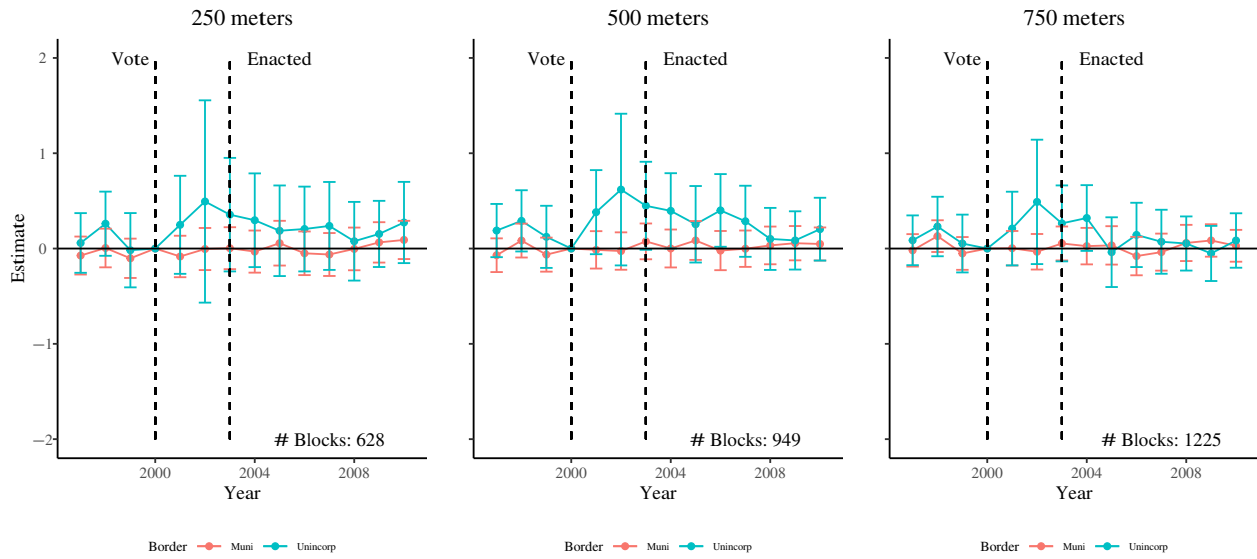 250 meters
500 meters
750 meters
Vote
Enacted
Vote
Enacted
Vote
Enacted
2
1
0
−1
−2
Estimate
# Blocks: 628
# Blocks: 949
# Blocks: 1225
2000
2004
2008
2000
2004
2008
2000
2004
2008
Year
Year
Year
Border Muni Unincorp
Border Muni Unincorp
Border Muni Unincorp